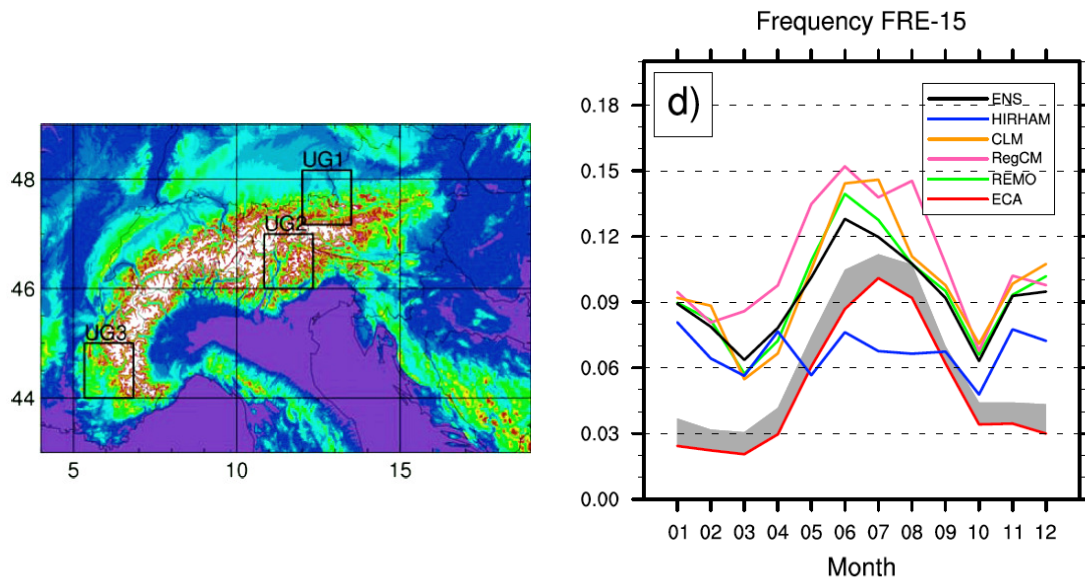 UG1
UG2
UG3
48
46
44
5 10 15
Frequency FRE-15
d)
ENS
HIRHAM
CLM
RegCM
REMO
ECA
0.18
0.15
0.12
0.09
0.06
0.03
0.00
01 02 03 04 05 06 07 08 09 10 11 12
Month